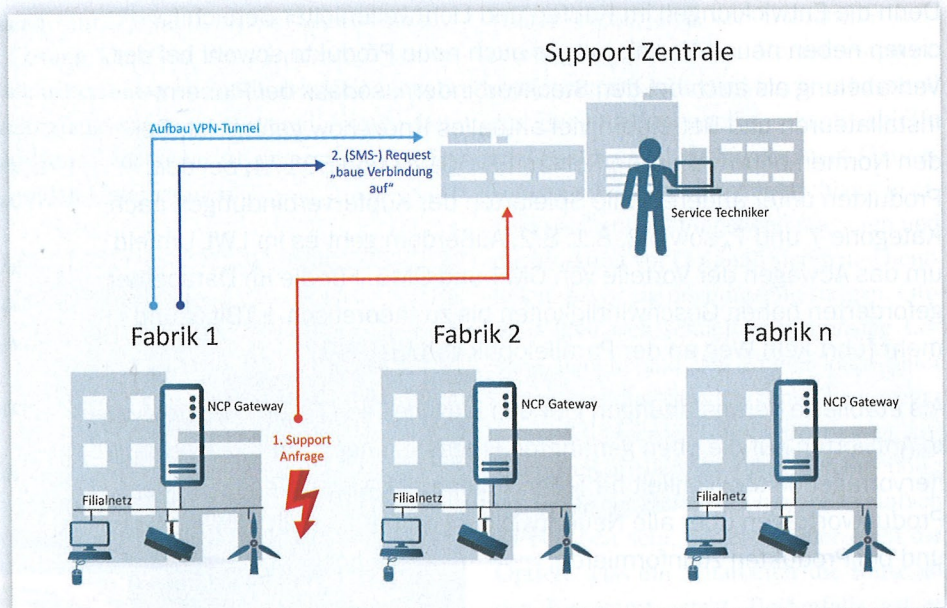 Support Zentrale
Aufbau VPN-Tunnel
2. (SMS-) Request
„baue Verbindung
auf“
Service Techniker
Fabrik 1
Fabrik 2
Fabrik n
NCP Gateway
NCP Gateway
NCP Gateway
1. Support
Anfrage
Filialnetz
Filialnetz
Filialnetz